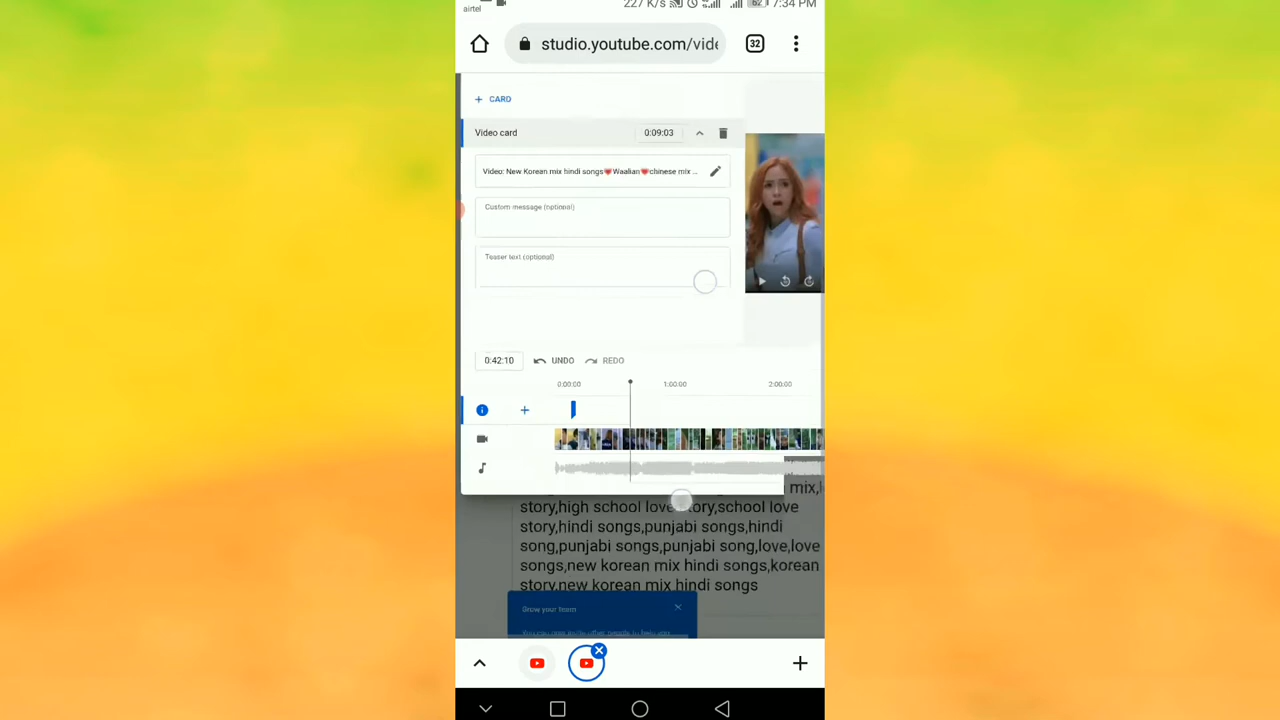 airtel
227 K/s
62
7:34 PM
studio.youtube.com/vide
32
+ CARD
Video card
0:09:03
Video: New Korean mix hindi songs❤Waalian❤chinese mix ...
Custom message (optional)
Teaser text (optional)
0:42:10
UNDO
REDO
0:00:00
1:00:00
2:00:00
mix,l
story,high school love story,school love
story,hindi songs,punjabi songs,hindi
song,punjabi songs,punjabi song,love,love
story,new korean mix hindi songs,korean
story,new korean mix hindi songs
Grow your team